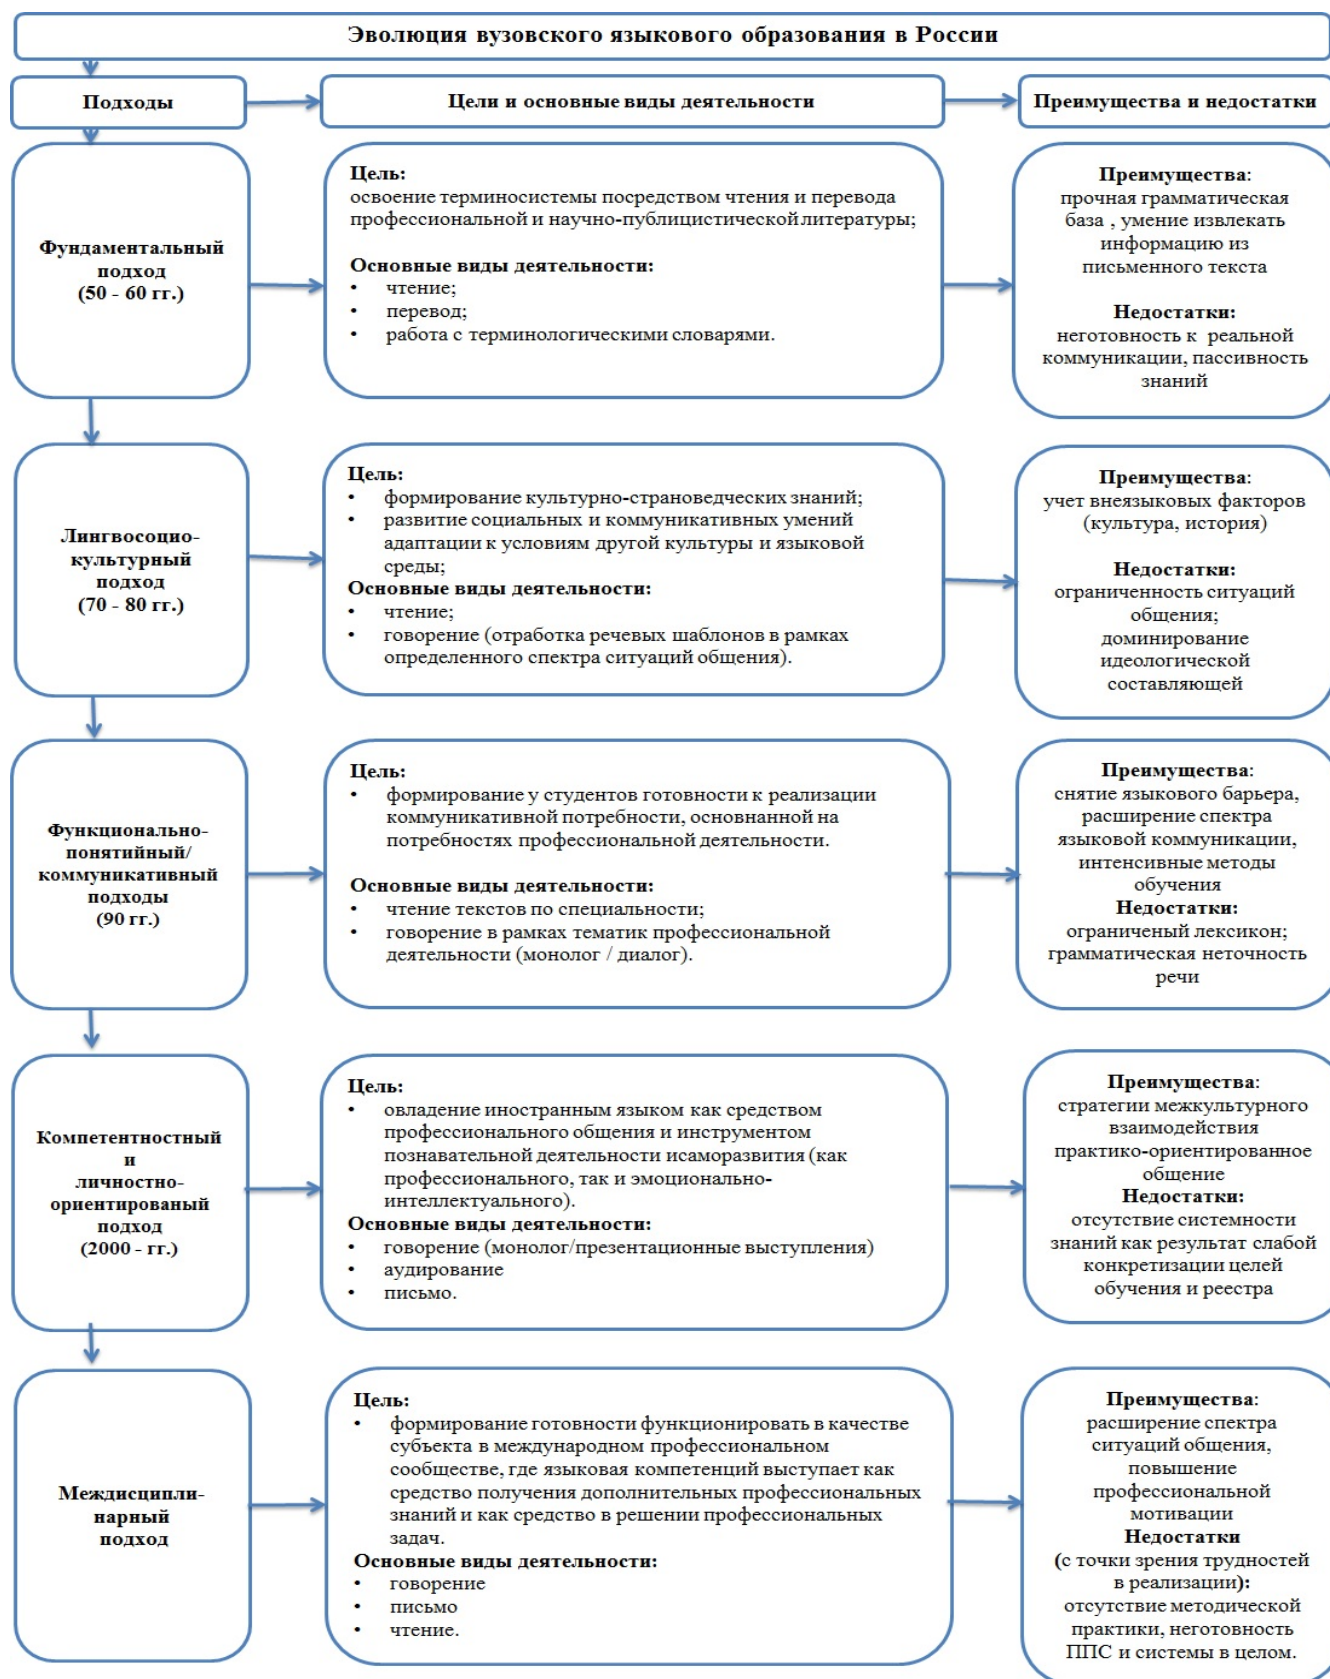 Эволюция вузовского языкового образования в России
Подходы
Цели и основные виды деятельности
Преимущества и недостатки
Фундаментальный
подход
(50 - 60 гг.)
Цель:
освоение терминосистемы посредством чтения и перевода
профессиональной и научно-публицистической литературы;
Основные виды деятельности:
• чтение;
• перевод;
• работа с терминологическими словарями.
Преимущества:
прочная грамматическая
база , умение извлекать
информацию из
письменного текста
Недостатки:
неготовность к реальной
коммуникации, пассивность
знаний
Лингвосоцио-
культурный
подход
(70 - 80 гг.)
Цель:
• формирование культурно-страноведческих знаний;
• развитие социальных и коммуникативных умений
адаптации к условиям другой культуры и языковой
среды;
Основные виды деятельности:
• чтение;
• говорение (отработка речевых шаблонов в рамках
определенного спектра ситуаций общения).
Преимущества:
учет внеязыковых факторов
(культура, история)
Недостатки:
ограниченность ситуаций
общения;
доминирование
идеологической
составляющей
Функционально-
понятийный/
коммуникативный
подходы
(90 гг.)
Цель:
• формирование у студентов готовности к реализации
коммуникативной потребности, основнанной на
потребностях профессиональной деятельности.
Основные виды деятельности:
• чтение текстов по специальности;
• говорение в рамках тематик профессиональной
деятельности (монолог / диалог).
Преимущества:
снятие языкового барьера,
расширение спектра
языковой коммуникации,
интенсивные методы
обучения
Недостатки:
ограниченый лексикон;
грамматическая неточность
речи
Компетентностный
и
личностно-
ориентированый
подход
(2000 - гг.)
Цель:
• овладение иностранным языком как средством
профессионального общения и инструментом
познавательной деятельности исаморазвития (как
профессионального, так и эмоционально-
интеллектуального).
Основные виды деятельности:
• говорение (монолог/презентационные выступления)
• аудирование
• письмо.
Преимущества:
стратегии межкультурного
взаимодействия
практико-ориентированное
общение
Недостатки:
отсутствие системности
знаний как результат слабой
конкретизации целей
обучения и реестра
Междисципли-
нарный
подход
Цель:
• формирование готовности функционировать в качестве
субъекта в международном профессиональном
сообществе, где языковая компетенций выступает как
средство получения дополнительных профессиональных
знаний и как средство в решении профессиональных
задач.
Основные виды деятельности:
• говорение
• письмо
• чтение.
Преимущества:
расширение спектра
ситуаций общения,
повышение
профессиональной
мотивации
Недостатки
(с точки зрения трудностей
в реализации):
отсутствие методической
практики, неготовность
ППС и системы в целом.